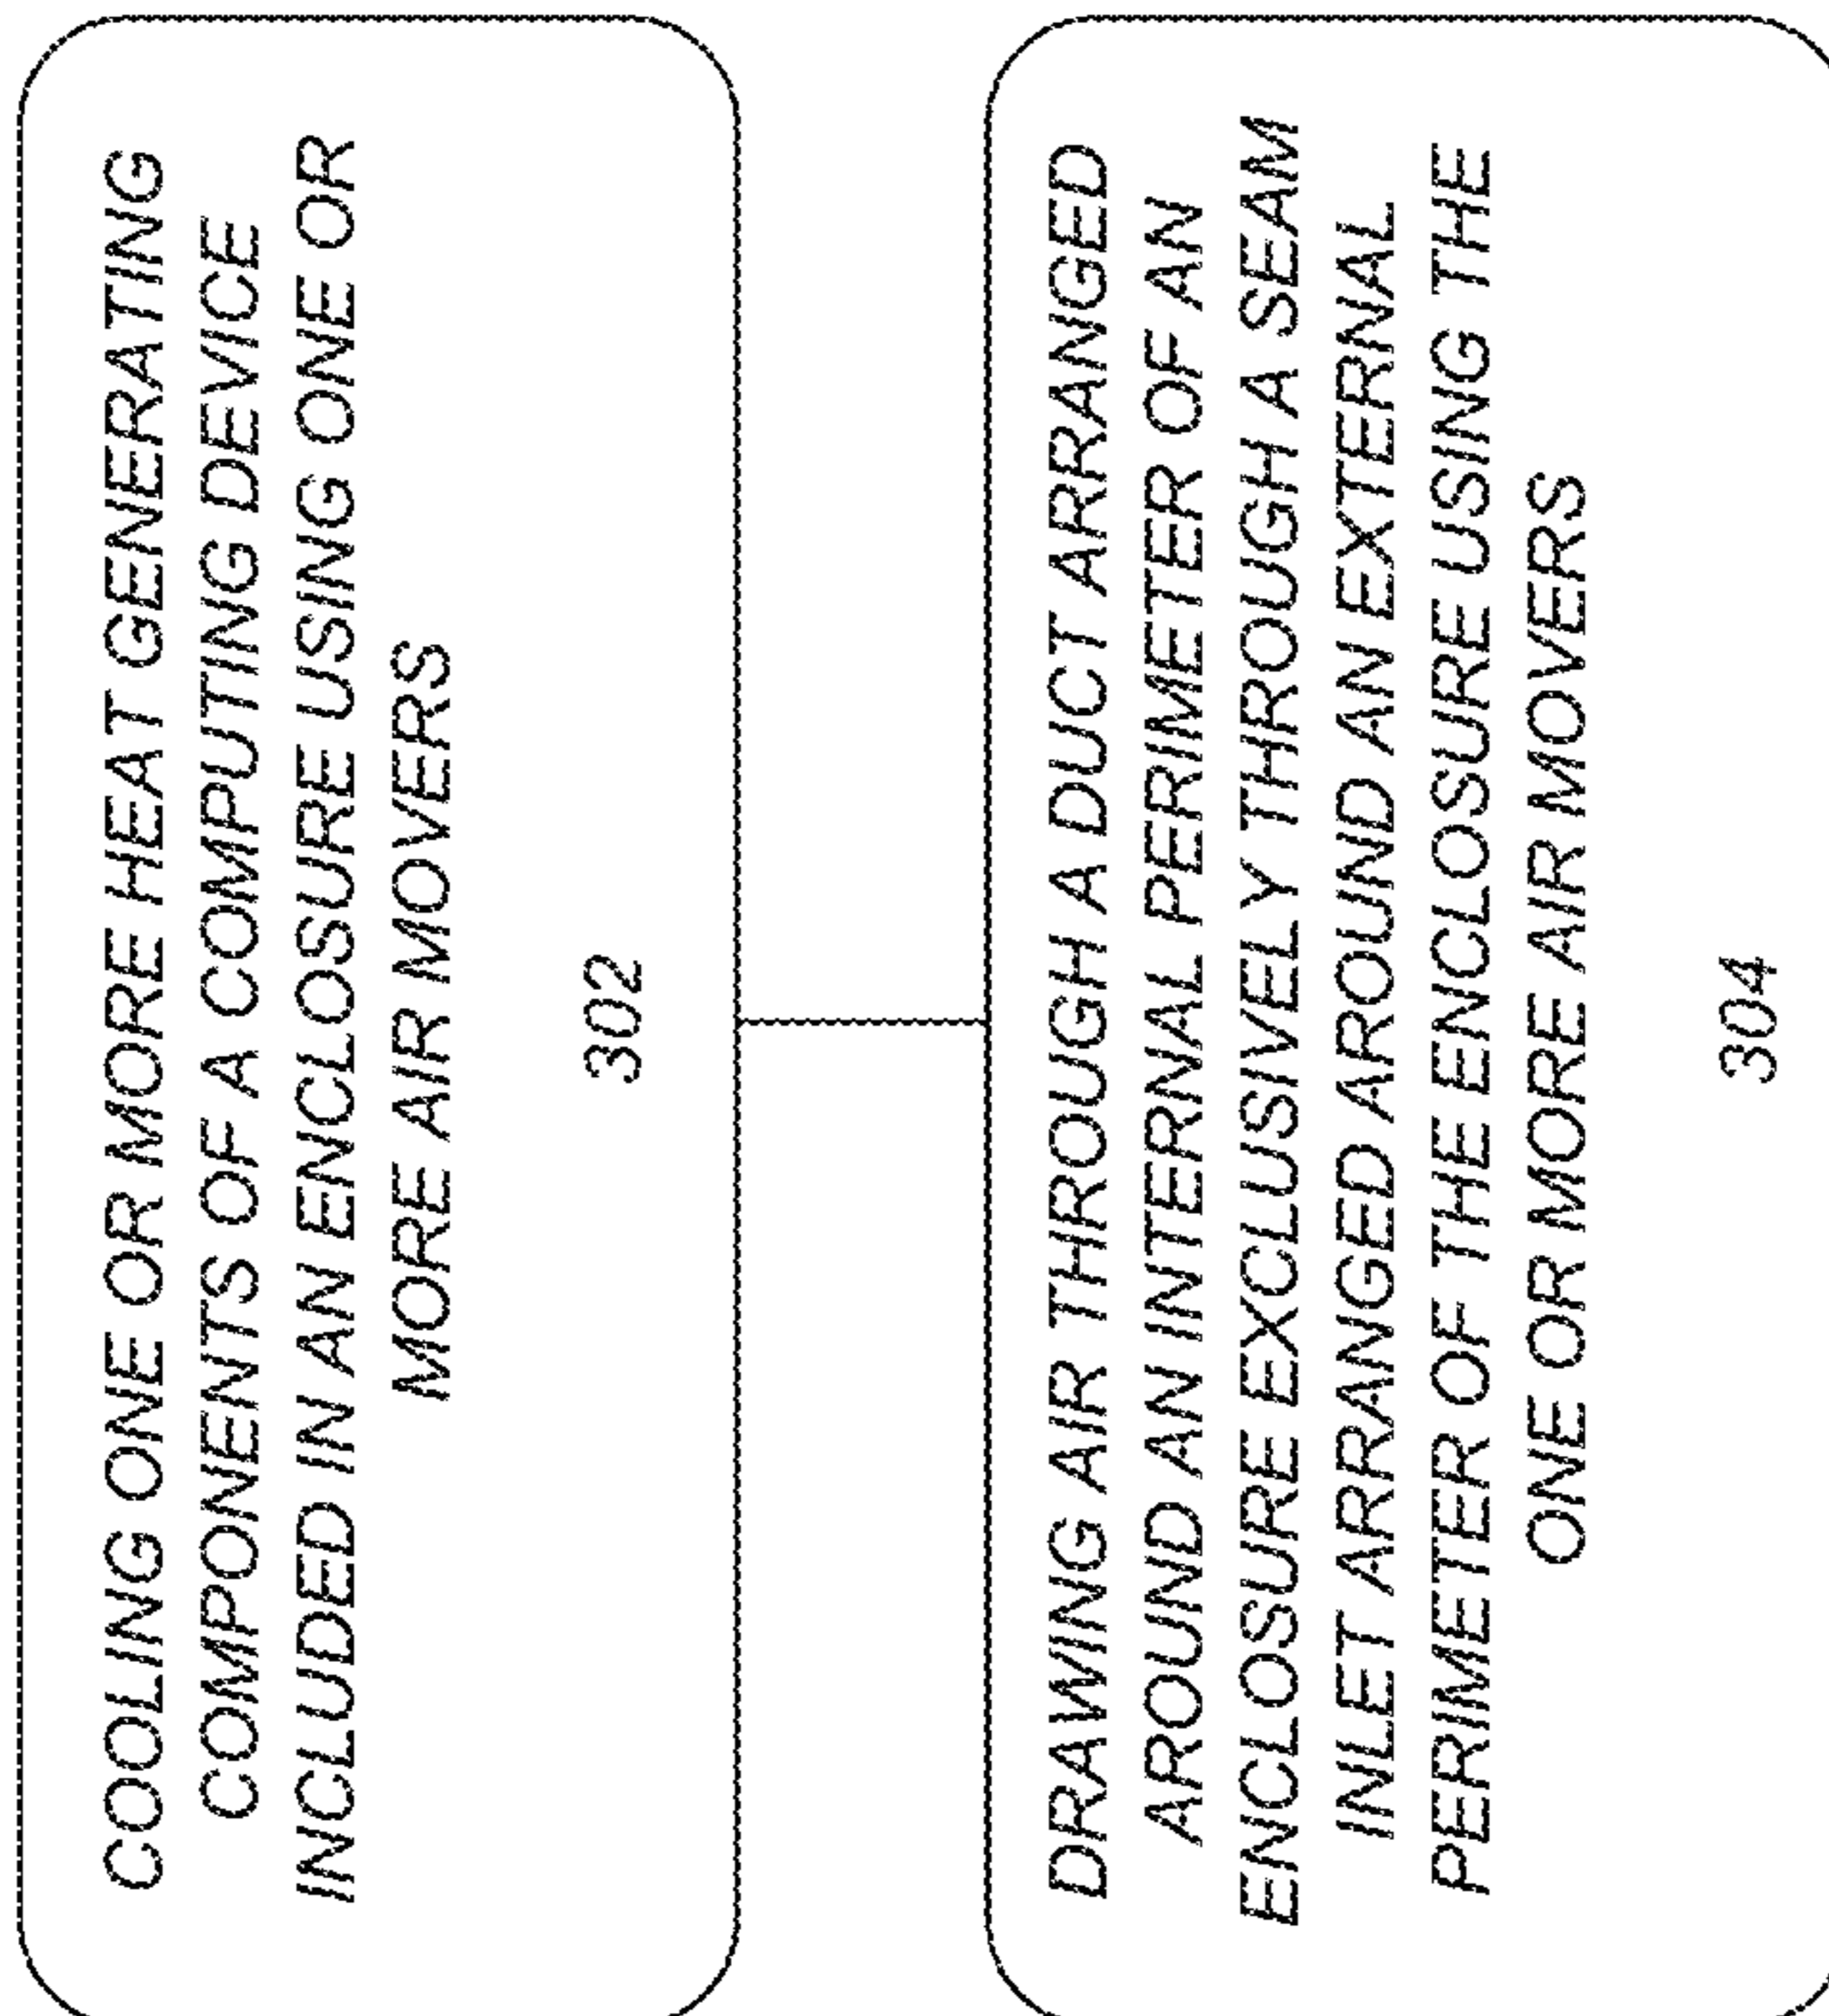 COOLING ONE OR MORE HEAT GENERATING
COMPONENTS OF A COMPUTING DEVICE
INCLUDED IN AN ENCLOSURE USING ONE OR
MORE AIR MOVERS
302
DRAWING AIR THROUGH A DUCT ARRANGED
AROUND AN INTERNAL PERIMETER OF AN
ENCLOSURE EXCLUSIVELY THROUGH A SEAM
INLET ARRANGED AROUND AN EXTERNAL
PERIMETER OF THE ENCLOSURE USING THE
ONE OR MORE AIR MOVERS
304